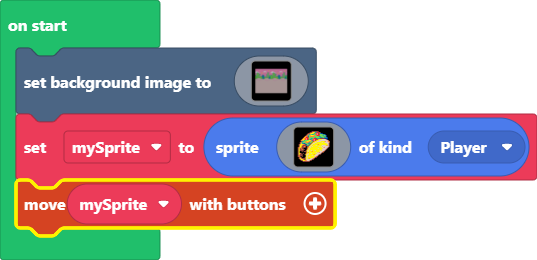 on start
set background image to
set mySprite to sprite of kind Player
move mySprite with buttons